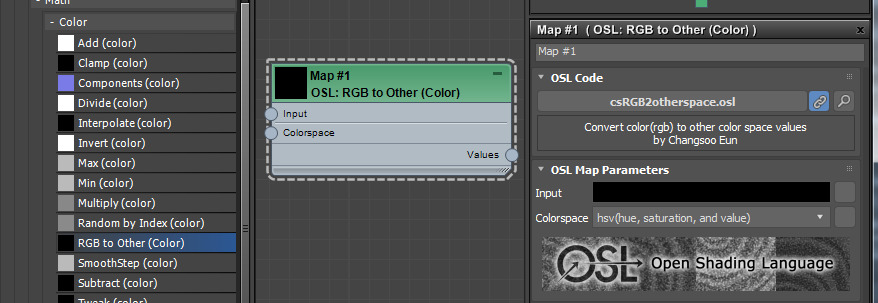 Math
- Color
Add (color)
Clamp (color)
Components (color)
Divide (color)
Interpolate (color)
Invert (color)
Max (color)
Min (color)
Multiply (color)
Random by Index (color)
RGB to Other (Color)
SmoothStep (color)
Subtract (color)
Tweak (color)
Map #1
OSL: RGB to Other (Color)
Input
Colorspace
Values
Map #1 ( OSL: RGB to Other (Color) ) x
Map #1
OSL Code
csRGB2otherspace.osl
Convert color(rgb) to other color space values
by Changsoo Eun
OSL Map Parameters
Input
Colorspace hsv(hue, saturation, and value)
OSL Open Shading Language